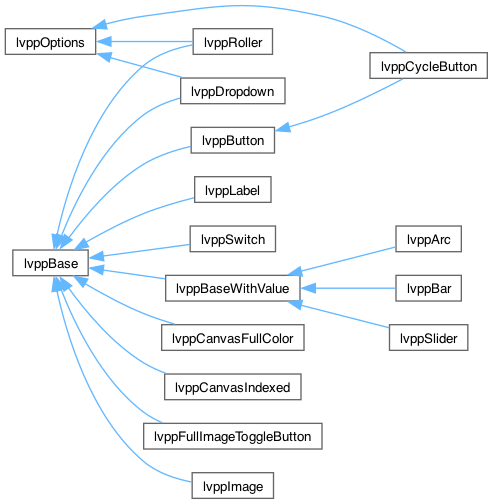 lvppOptions
lvppRoller
lvppCycleButton
lvppDropdown
lvppButton
lvppLabel
lvppSwitch
lvppArc
lvppBase
lvppBaseWithValue
lvppBar
lvppCanvasFullColor
lvppSlider
lvppCanvasIndexed
lvppFullImageToggleButton
lvppImage